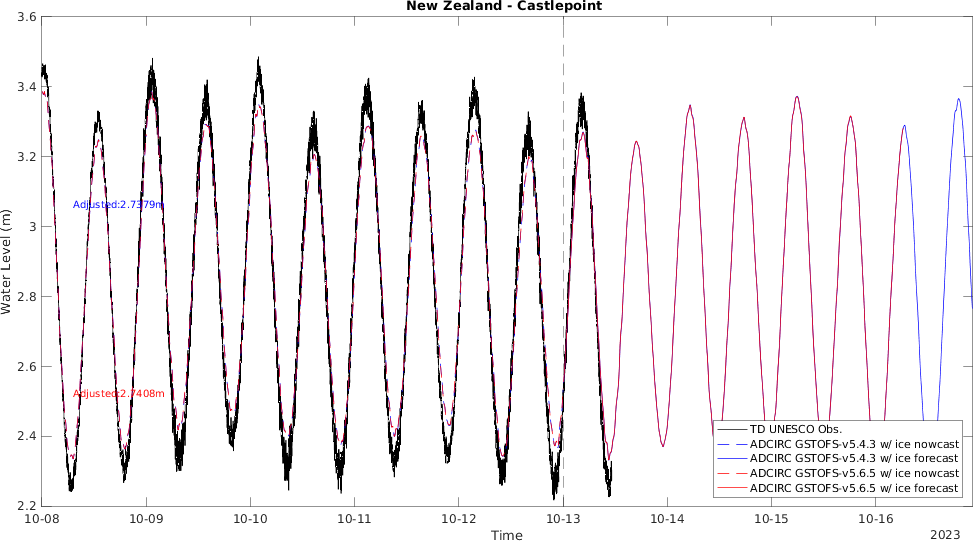 New Zealand - Castlepoint
3.6
3.4
3.2
3
2.8
2.6
2.4
2.2
Water Level (m)
Adjusted:2.7379m
Adjusted:2.7408m
TD UNESCO Obs.
ADCIRC GSTOFS-v5.4.3 w/ ice nowcast
ADCIRC GSTOFS-v5.4.3 w/ ice forecast
ADCIRC GSTOFS-v5.6.5 w/ ice nowcast
ADCIRC GSTOFS-v5.6.5 w/ ice forecast
10-08 10-09 10-10 10-11 10-12 10-13 10-14 10-15 10-16
Time
2023